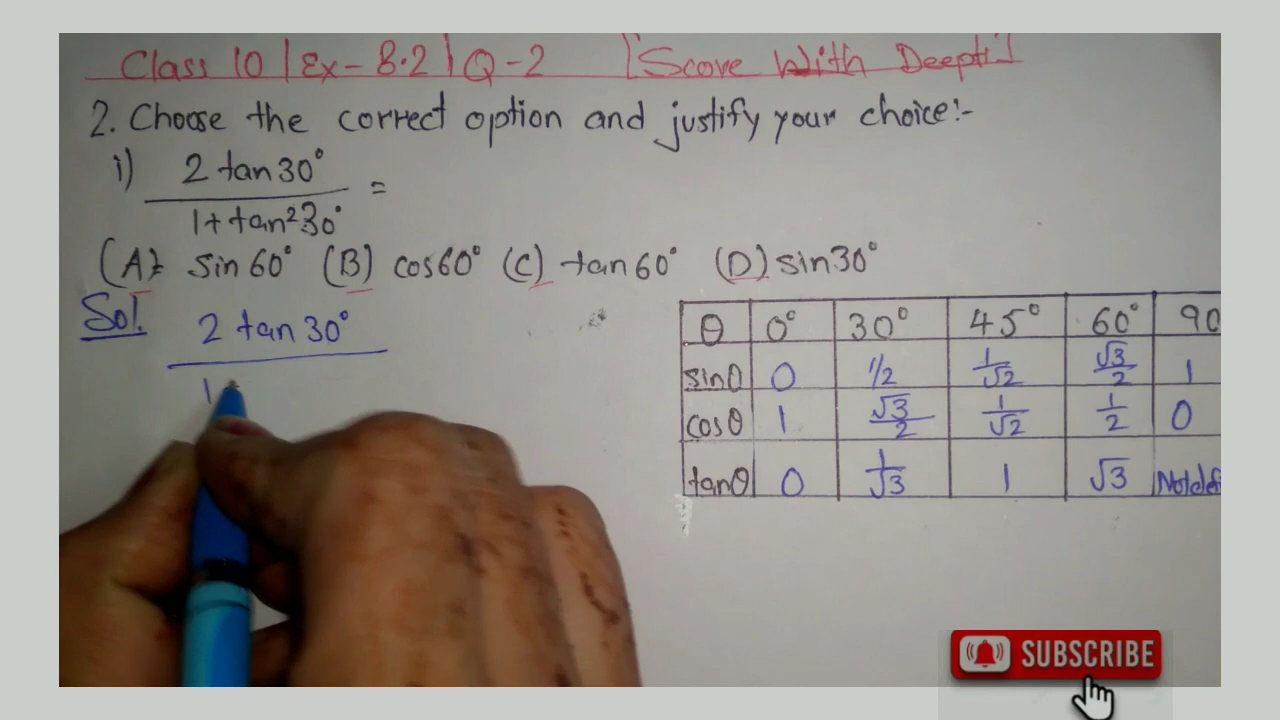 Class 10 | Ex-8.2 | Q-2 [Score With Deepti]
2. Choose the correct option and justify your choice:-
i) 2 tan 30° / 1 + tan² 30° =
(A) sin 60° (B) cos 60° (C) tan 60° (D) sin 30°
Sol. 2 tan 30°
1
θ 0° 30° 45° 60° 90
sinθ 0 1/2 1/√2 √3/2 1
cosθ 1 √3/2 1/√2 1/2 0
tanθ 0 1/√3 1 √3 Not defi
SUBSCRIBE